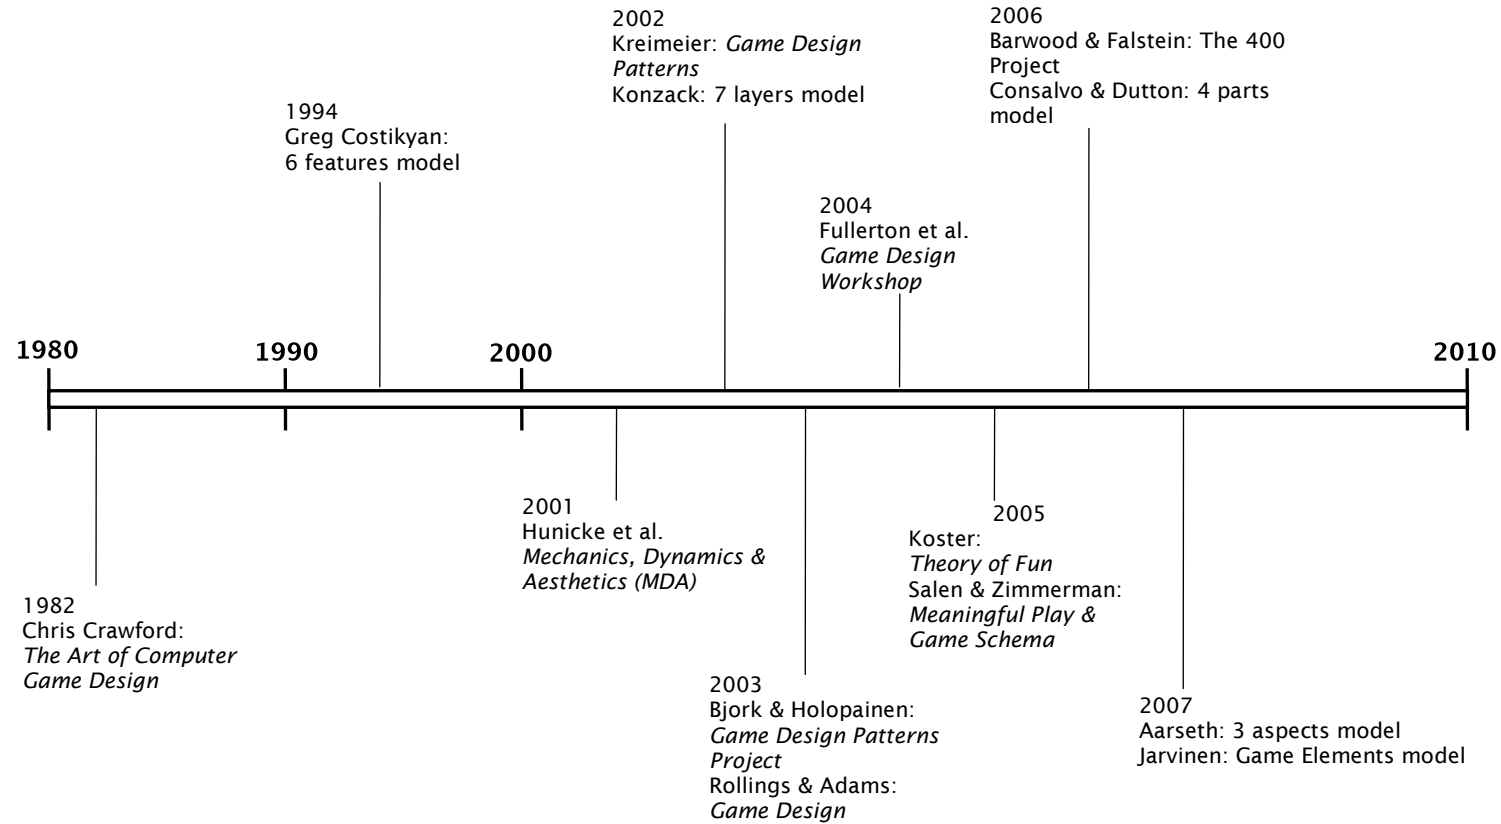 2002
Kreimeier: Game Design
Patterns
Konzack: 7 layers model
2006
Barwood & Falstein: The 400
Project
Consalvo & Dutton: 4 parts
model
1994
Greg Costikyan:
6 features model
2004
Fullerton et al.
Game Design
Workshop
1980
1990
2000
2010
2001
Hunicke et al.
Mechanics, Dynamics &
Aesthetics (MDA)
2005
Koster:
Theory of Fun
Salen & Zimmerman:
Meaningful Play &
Game Schema
1982
Chris Crawford:
The Art of Computer
Game Design
2003
Bjork & Holopainen:
Game Design Patterns
Project
Rollings & Adams:
Game Design
2007
Aarseth: 3 aspects model
Jarvinen: Game Elements model